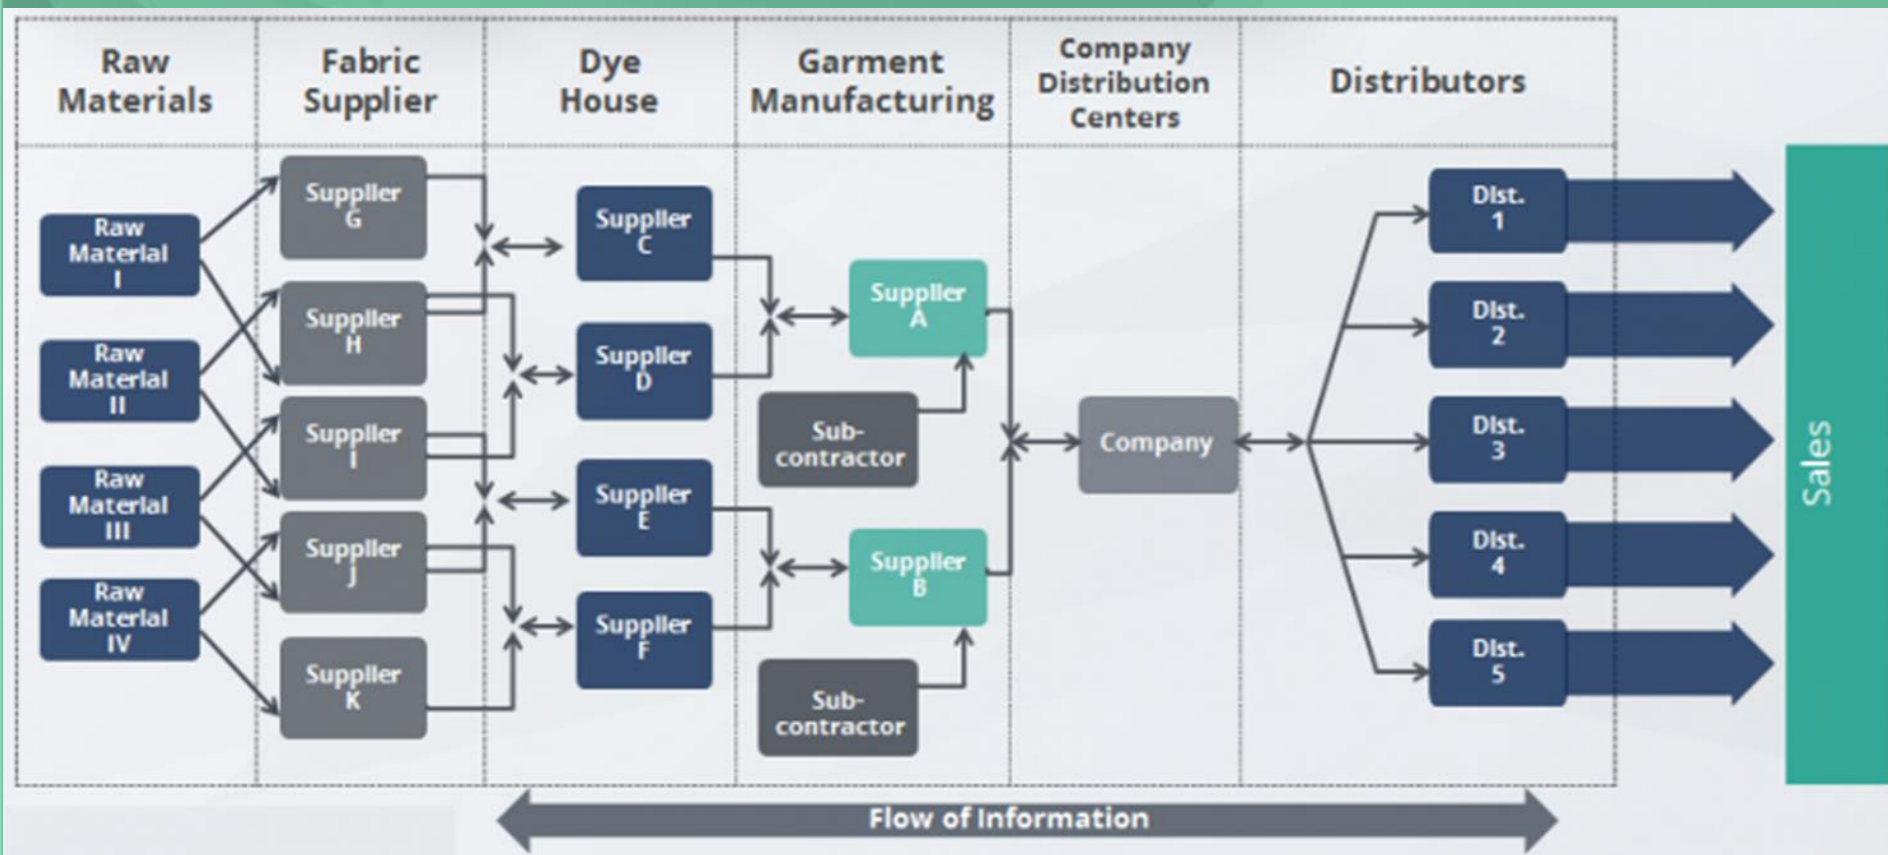 Raw
Materials
Fabric
Supplier
Dye
House
Garment
Manufacturing
Company
Distribution
Centers
Distributors
Raw
Material
I
Raw
Material
II
Raw
Material
III
Raw
Material
IV
Supplier
G
Supplier
H
Supplier
I
Supplier
J
Supplier
K
Supplier
C
Supplier
D
Supplier
E
Supplier
F
Supplier
A
Sub-
contractor
Supplier
B
Sub-
contractor
Company
Dist.
1
Dist.
2
Dist.
3
Dist.
4
Dist.
5
Sales
Flow of Information